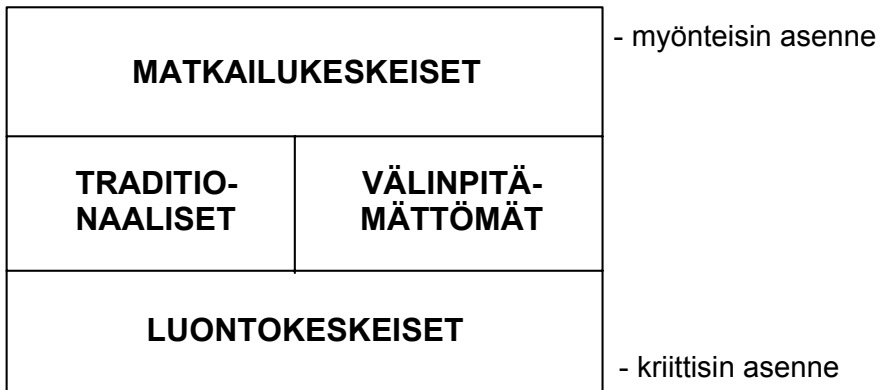 - myönteisin asenne
MATKAILUKESKEISET
TRADITIO-
NAALISET
VÄLINPITÄ-
MÄTTÖMÄT
LUONTOKESKEISET
- kriittisin asenne